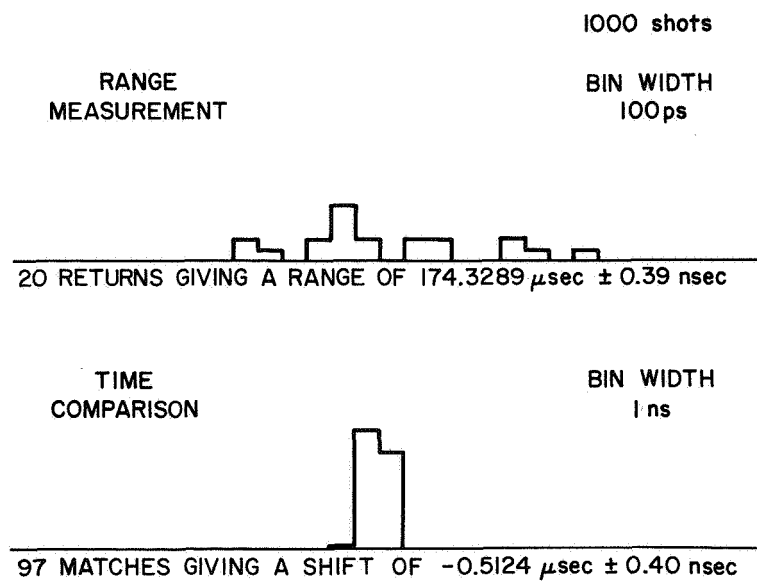 1000 shots
RANGE
MEASUREMENT
BIN WIDTH
100ps
20 RETURNS GIVING A RANGE OF 174.3289 μsec ± 0.39 nsec
TIME
COMPARISON
BIN WIDTH
1 ns
97 MATCHES GIVING A SHIFT OF -0.5124 μsec ± 0.40 nsec